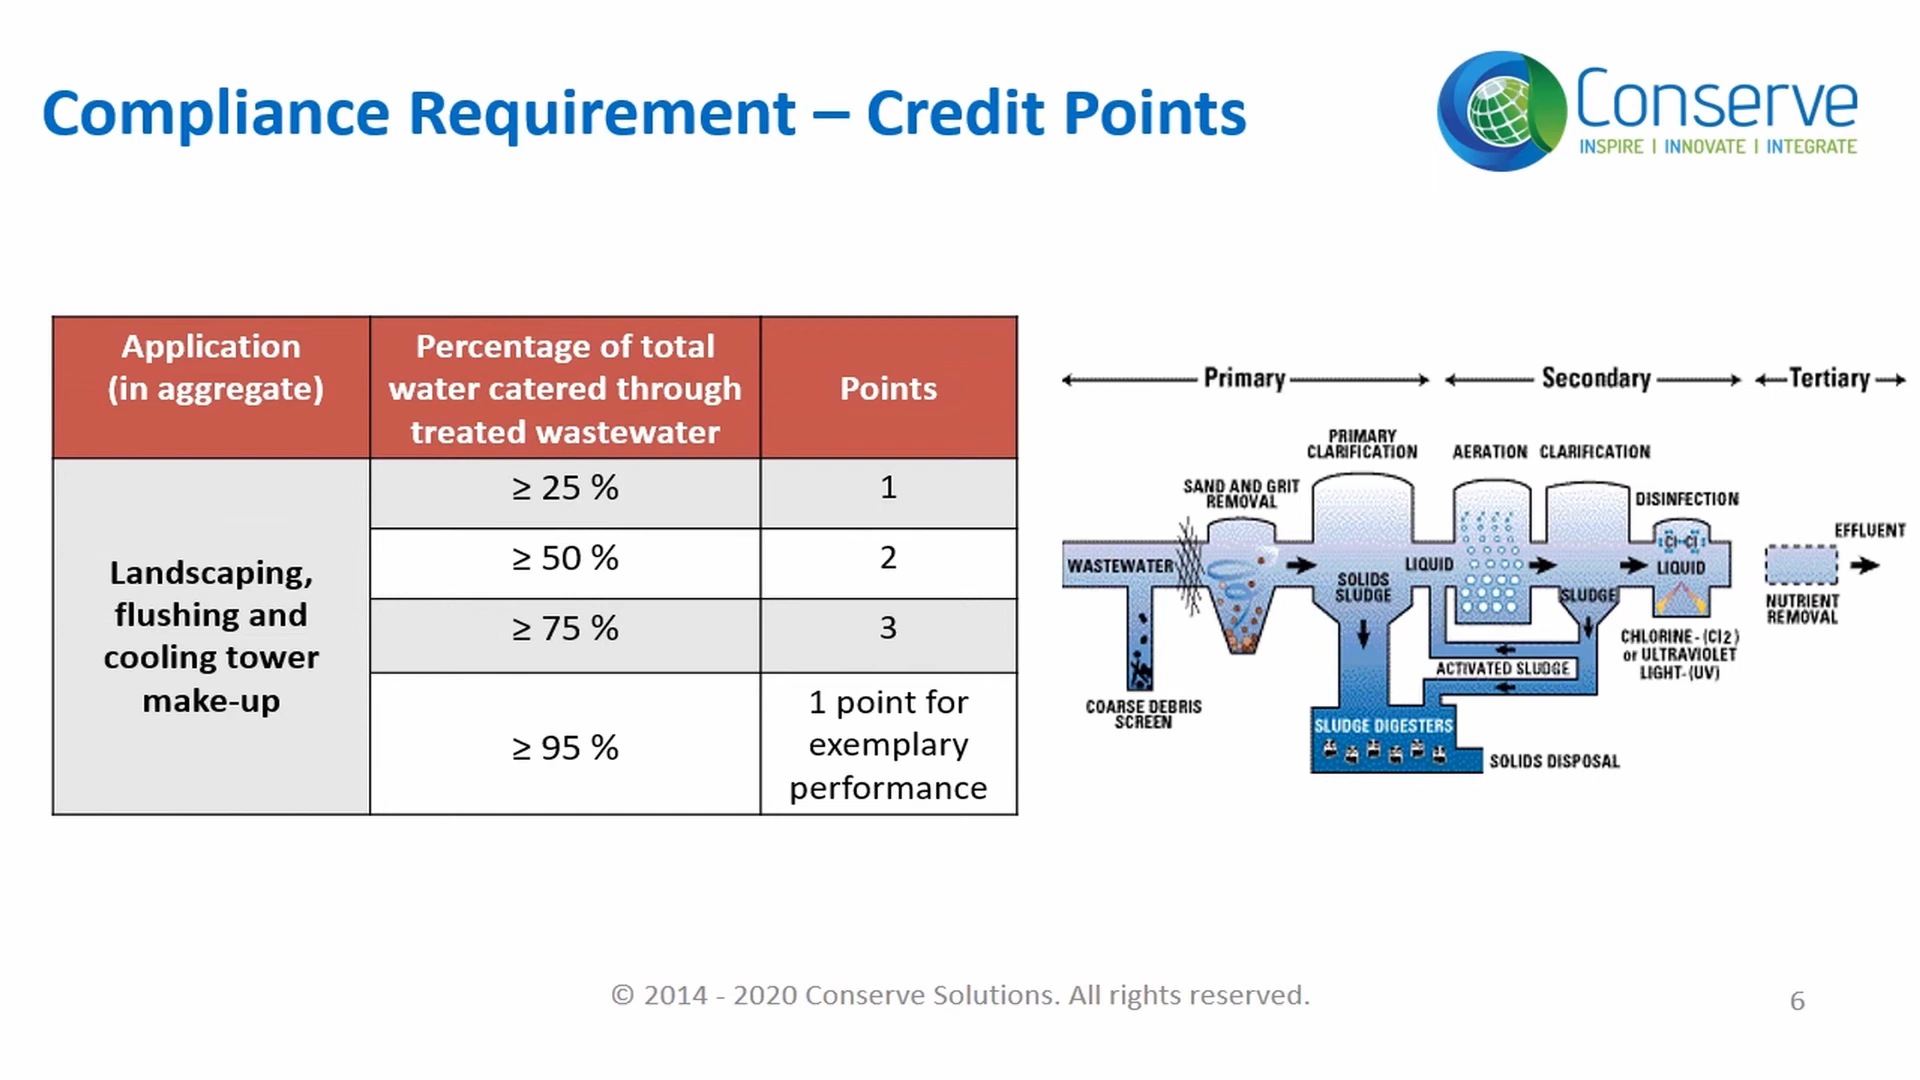 Compliance Requirement – Credit Points
Conserve
INSPIRE | INNOVATE | INTEGRATE
Application
(in aggregate)
Percentage of total
water catered through
treated wastewater
Points
Landscaping,
flushing and
cooling tower
make-up
≥ 25 %
1
≥ 50 %
2
≥ 75 %
3
≥ 95 %
1 point for
exemplary
performance
Primary
Secondary
Tertiary
PRIMARY
CLARIFICATION
AERATION
CLARIFICATION
SAND AND GRIT
REMOVAL
DISINFECTION
EFFLUENT
WASTEWATER
SOLIDS
SLUDGE
LIQUID
SLUDGE
Cl Cl
LIQUID
NUTRIENT
REMOVAL
CHLORINE-(Cl2)
or ULTRAVIOLET
LIGHT-(UV)
ACTIVATED SLUDGE
COARSE DEBRIS
SCREEN
SLUDGE DIGESTERS
SOLIDS DISPOSAL
© 2014 - 2020 Conserve Solutions. All rights reserved.
6